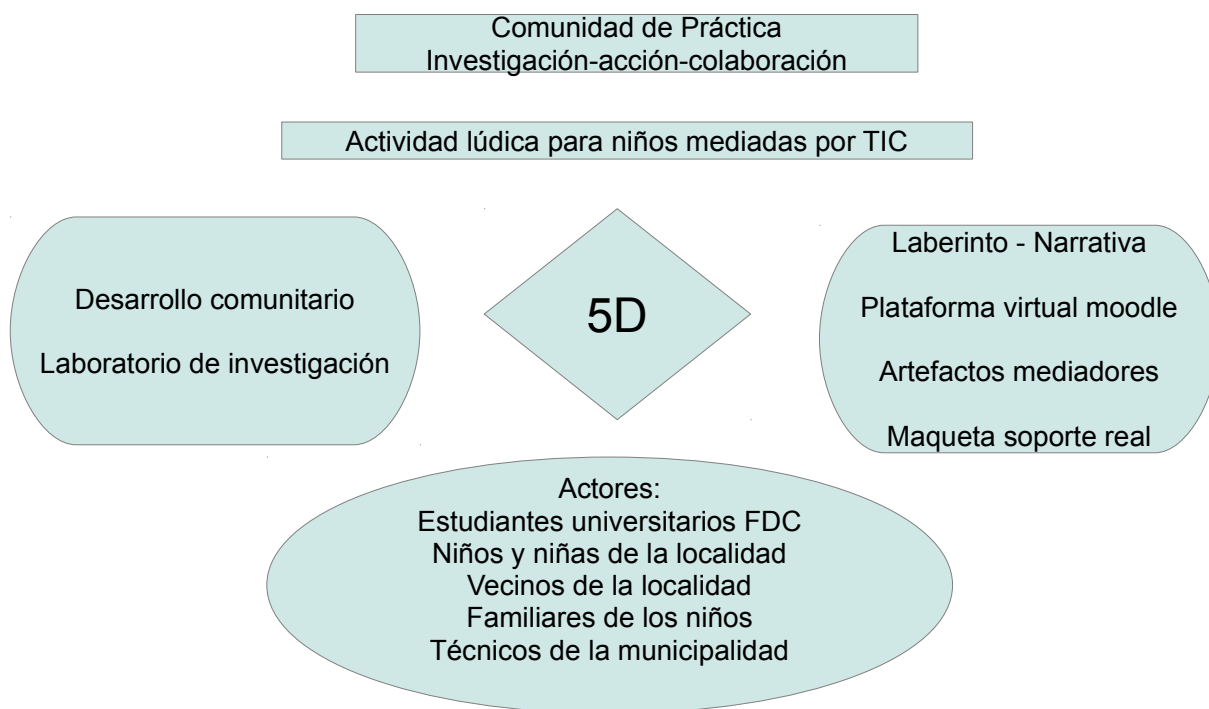 Comunidad de Práctica
Investigación-acción-colaboración
Actividad lúdica para niños mediadas por TIC
Desarrollo comunitario
Laboratorio de investigación
5D
Laberinto - Narrativa
Plataforma virtual moodle
Artefactos mediadores
Maqueta soporte real
Actores:
Estudiantes universitarios FDC
Niños y niñas de la localidad
Vecinos de la localidad
Familiares de los niños
Técnicos de la municipalidad